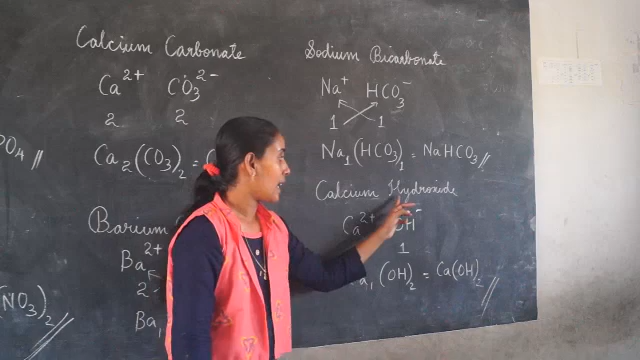 Calcium Carbonate
Ca²⁺ CO₃²⁻
2 2
Ca₂(CO₃)₂ =
Barium
Ba²⁺
2
Ba₁
PO₄ //
(NO₃)₂ //
Sodium Bicarbonate
Na⁺ HCO₃⁻
1 1
Na₁(HCO₃)₁ = NaHCO₃ //
Calcium Hydroxide
Ca²⁺ OH⁻
1
(OH)₂ = Ca(OH)₂ //